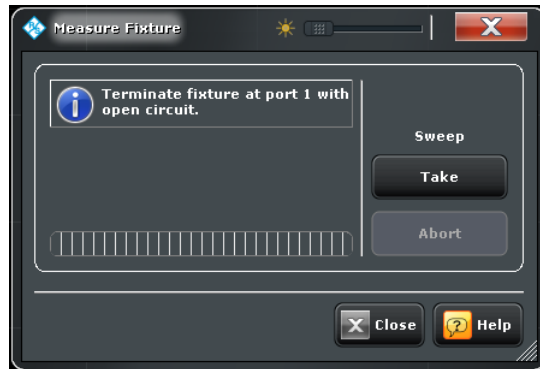 Measure Fixture
Terminate fixture at port 1 with
open circuit.
Sweep
Take
Abort
Close
Help